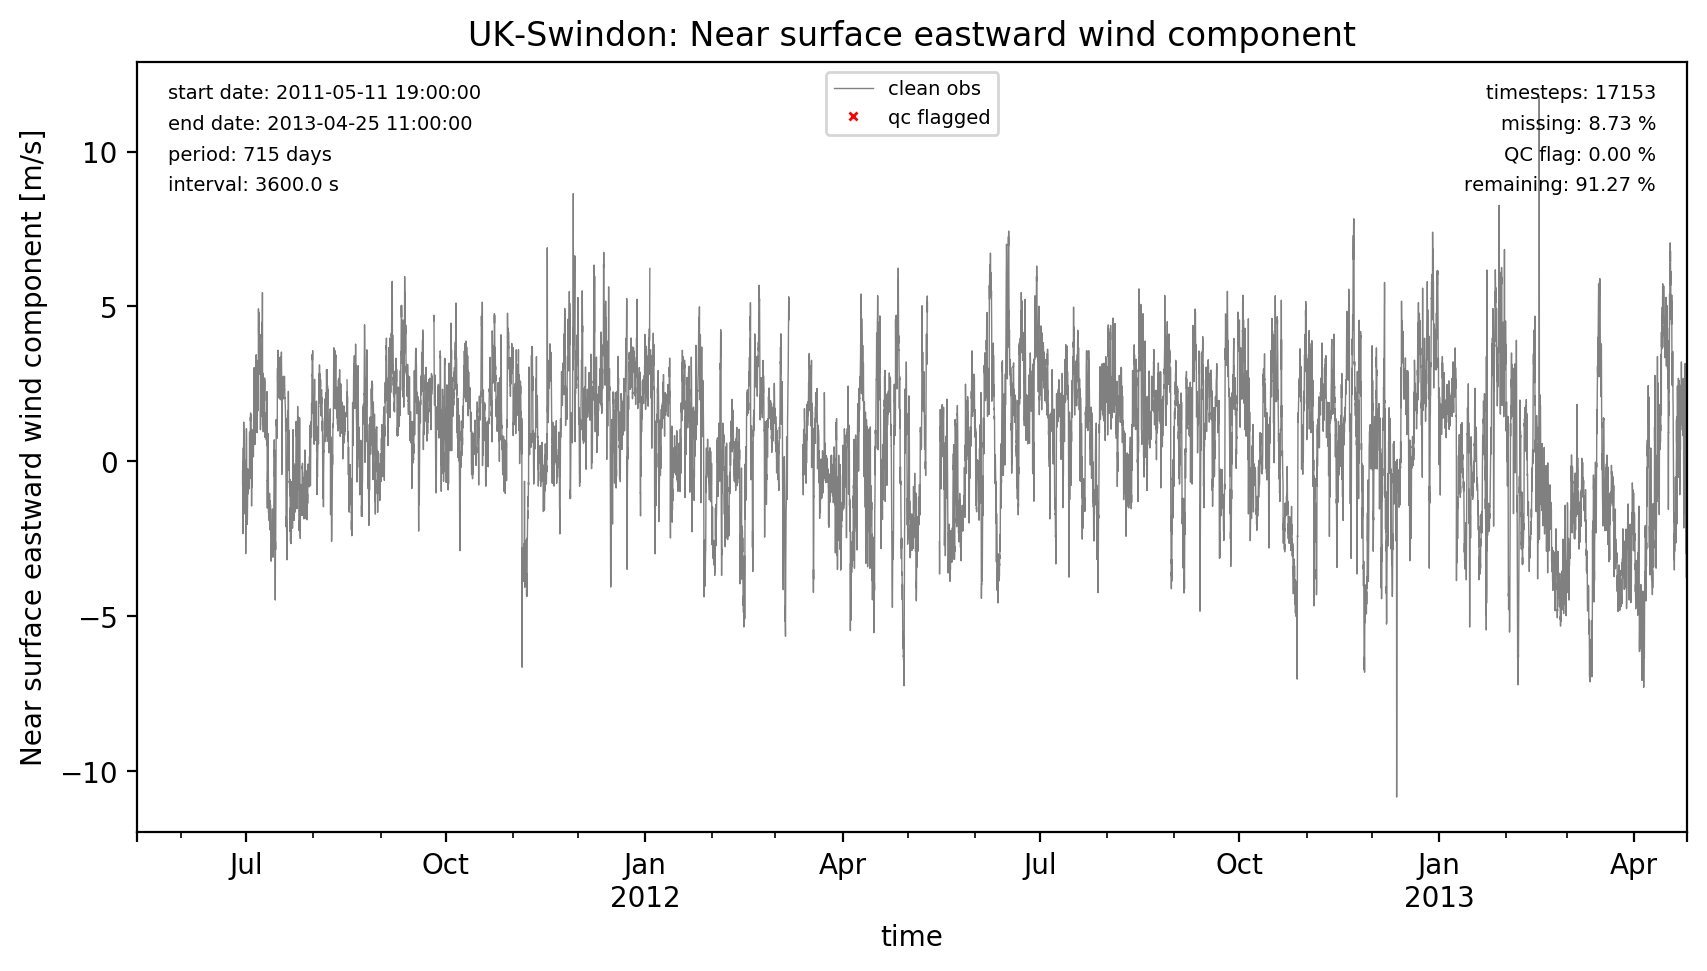 UK-Swindon: Near surface eastward wind component
start date: 2011-05-11 19:00:00
end date: 2013-04-25 11:00:00
period: 715 days
interval: 3600.0 s
clean obs
qc flagged
timesteps: 17153
missing: 8.73 %
QC flag: 0.00 %
remaining: 91.27 %
Near surface eastward wind component [m/s]
10
5
0
−5
−10
Jul
Oct
Jan
2012
Apr
Jul
Oct
Jan
2013
Apr
time